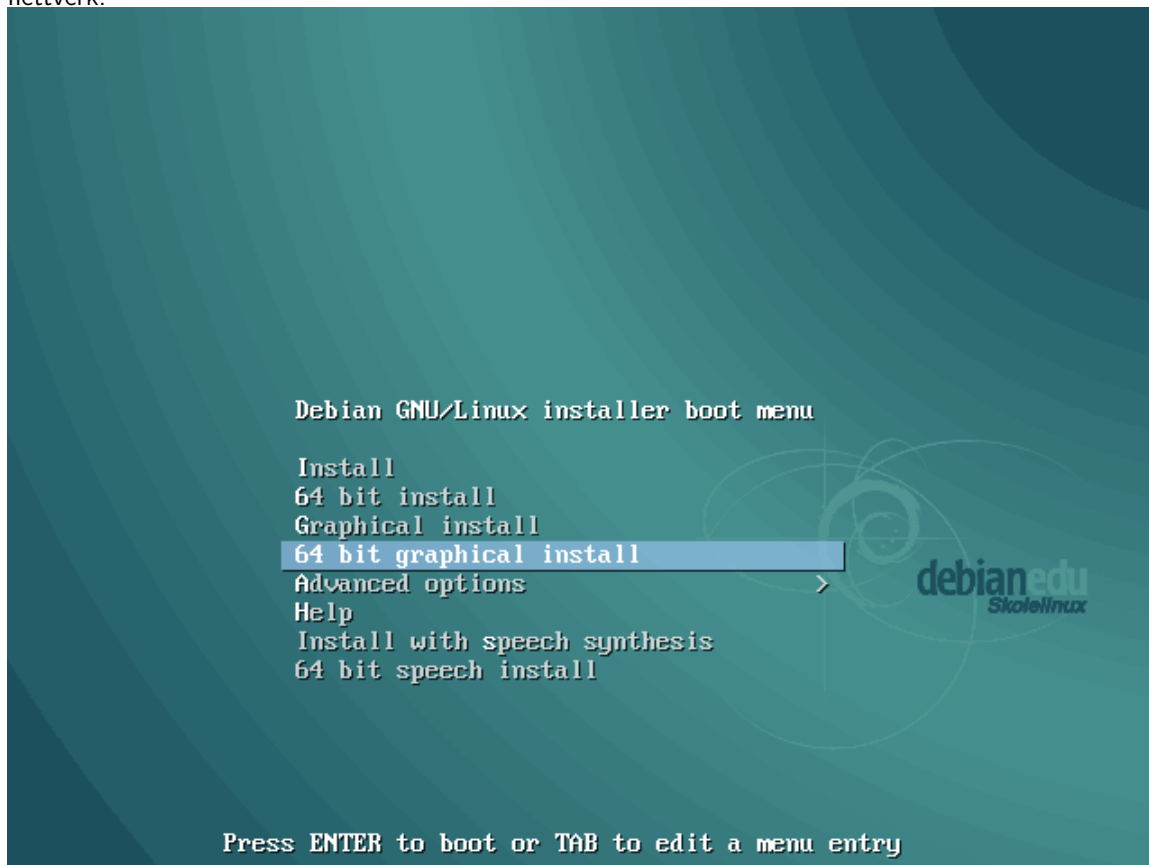 nettverk.
Debian GNU/Linux installer boot menu
Install
64 bit install
Graphical install
64 bit graphical install
Advanced options >
Help
Install with speech synthesis
64 bit speech install
debianedu
Skolelinux
Press ENTER to boot or TAB to edit a menu entry